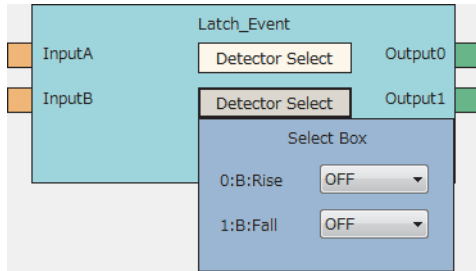 Latch_Event
InputA Detector Select Output0
InputB Detector Select Output1
Select Box
0:B:Rise OFF
1:B:Fall OFF